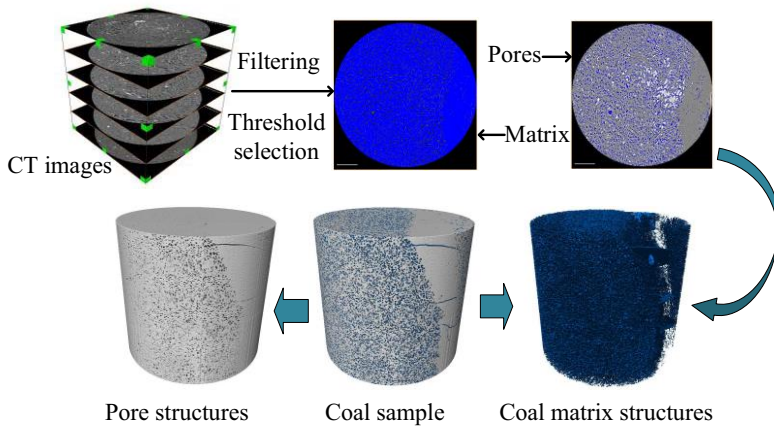 CT images
Filtering
Threshold
selection
Pores
Matrix
Pore structures
Coal sample
Coal matrix structures